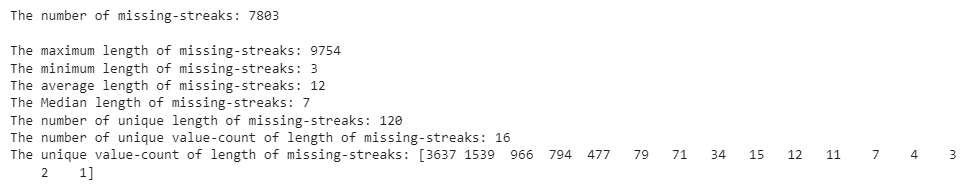 The number of missing-streaks: 7803
The maximum length of missing-streaks: 9754
The minimum length of missing-streaks: 3
The average length of missing-streaks: 12
The Median length of missing-streaks: 7
The number of unique length of missing-streaks: 120
The number of unique value-count of length of missing-streaks: 16
The unique value-count of length of missing-streaks: [3637 1539  966  794  477   79   71   34   15   12   11    7    4    3
    2    1]